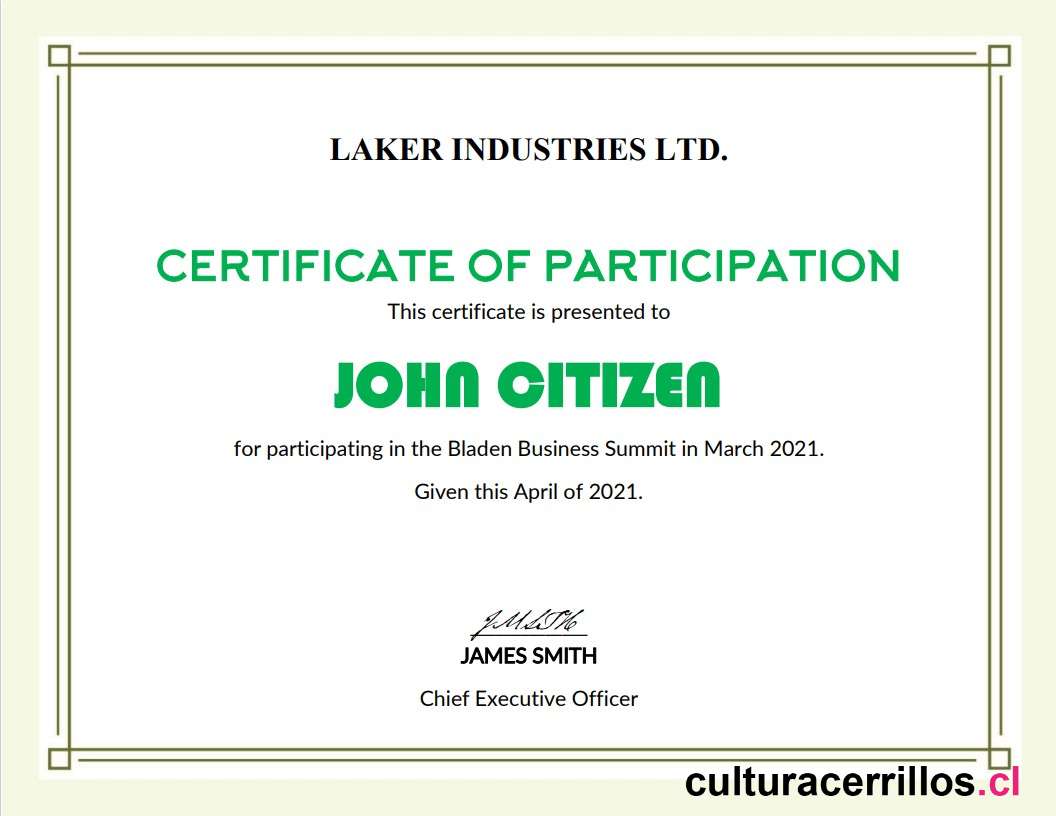 LAKER INDUSTRIES LTD.
CERTIFICATE OF PARTICIPATION
This certificate is presented to
JOHN CITIZEN
for participating in the Bladen Business Summit in March 2021.
Given this April of 2021.
JAMES SMITH
Chief Executive Officer
culturacerrillos.cl